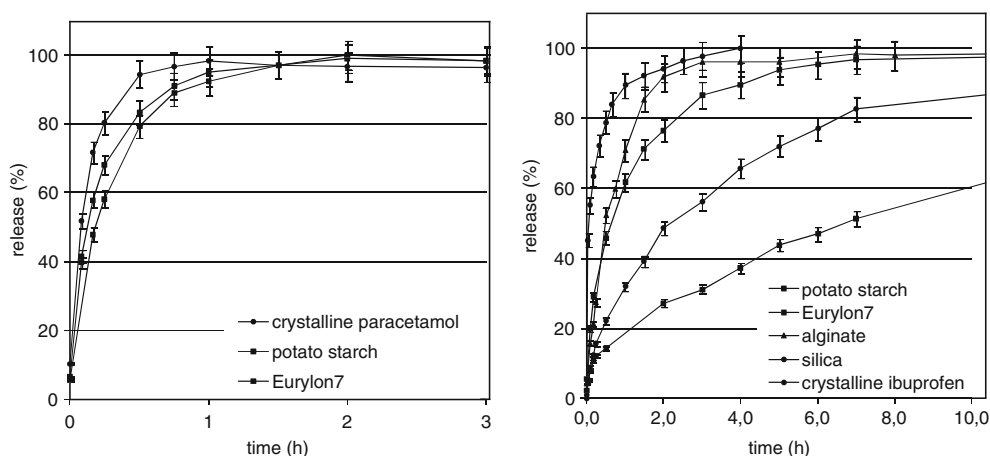 release (%)
100
80
60
40
20
0
crystalline paracetamol
potato starch
Eurylon7
0
1
2
3
time (h)
release (%)
100
80
60
40
20
0
potato starch
Eurylon7
alginate
silica
crystalline ibuprofen
0,0
2,0
4,0
6,0
8,0
10,0
time (h)